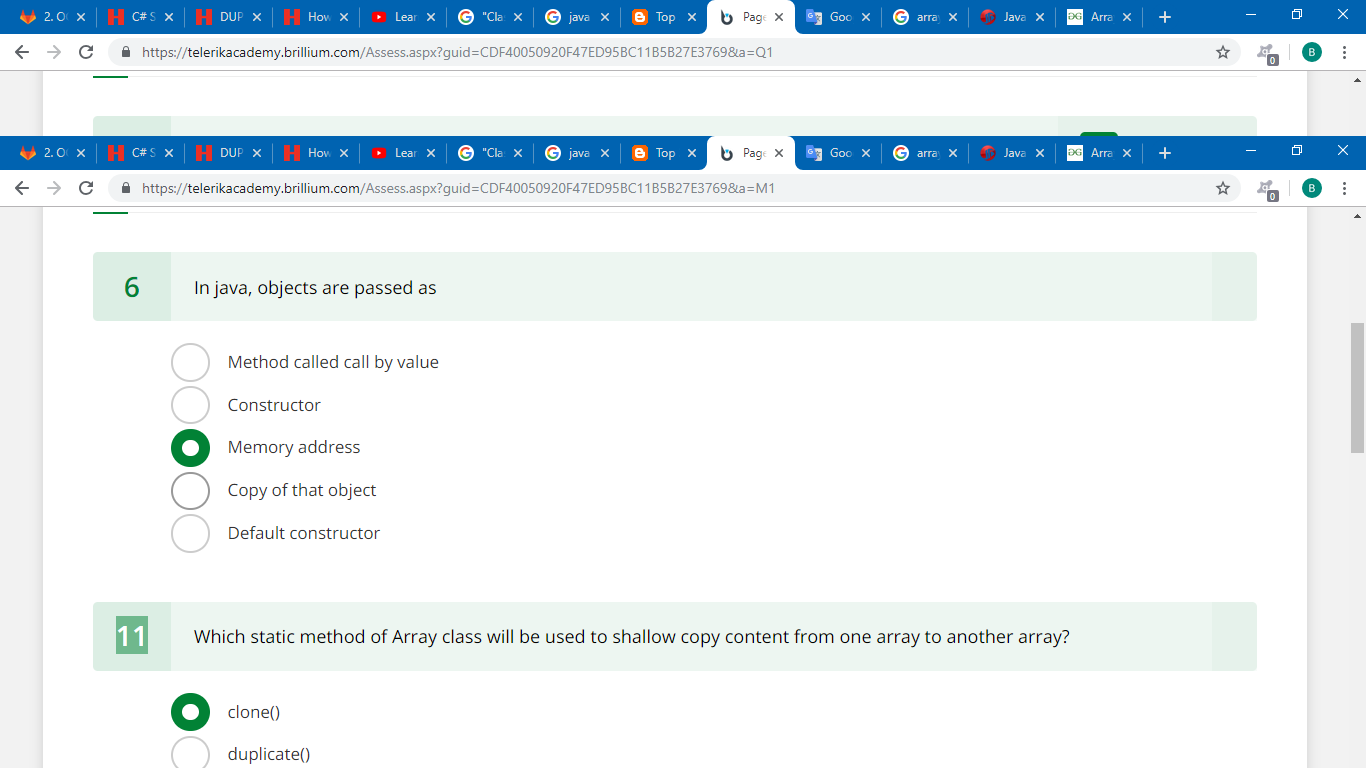 2. O C# S DUP How Lear "Cla java Top Page Goo array Java Arra
https://telerikacademy.brillium.com/Assess.aspx?guid=CDF40050920F47ED95BC11B5B27E3769&a=Q1
0 B
2. O C# S DUP How Lear "Cla java Top Page Goo array Java Arra
https://telerikacademy.brillium.com/Assess.aspx?guid=CDF40050920F47ED95BC11B5B27E3769&a=M1
0 B
6 In java, objects are passed as
Method called call by value
Constructor
Memory address
Copy of that object
Default constructor
11 Which static method of Array class will be used to shallow copy content from one array to another array?
clone()
duplicate()